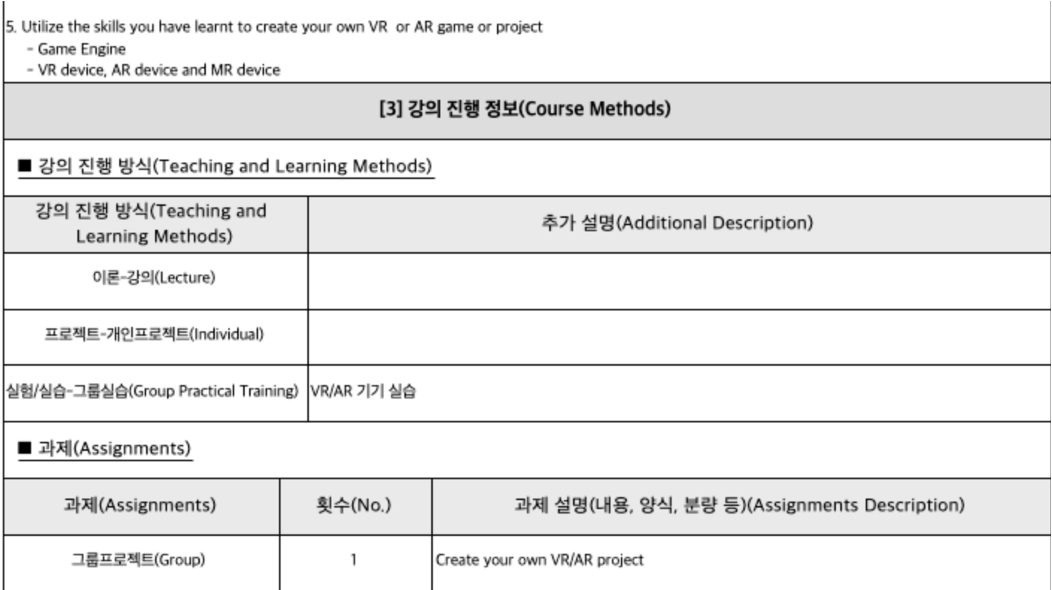 5. Utilize the skills you have learnt to create your own VR or AR game or project
- Game Engine
- VR device, AR device and MR device
[3] 강의 진행 정보(Course Methods)
■ 강의 진행 방식(Teaching and Learning Methods)
강의 진행 방식(Teaching and
Learning Methods)
추가 설명(Additional Description)
이론-강의(Lecture)
프로젝트-개인프로젝트(Individual)
실험/실습-그룹실습(Group Practical Training)
VR/AR 기기 실습
■ 과제(Assignments)
과제(Assignments)
횟수(No.)
과제 설명(내용, 양식, 분량 등)(Assignments Description)
그룹프로젝트(Group)
1
Create your own VR/AR project